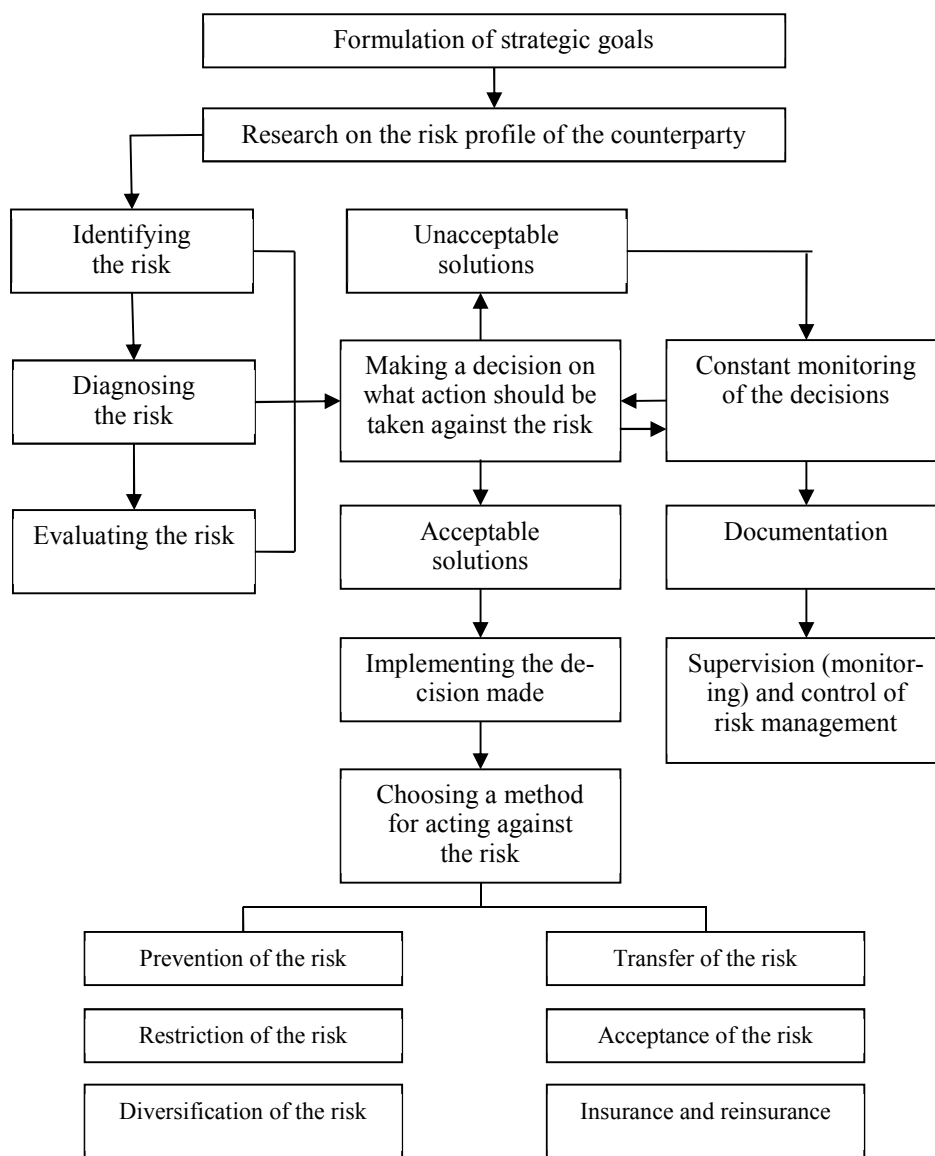 Formulation of strategic goals
Research on the risk profile of the counterparty
Identifying
the risk
Unacceptable
solutions
Diagnosing
the risk
Making a decision on
what action should be
taken against the risk
Constant monitoring
of the decisions
Evaluating the risk
Acceptable
solutions
Documentation
Implementing the de-
cision made
Supervision (monitor-
ing) and control of
risk management
Choosing a method
for acting against
the risk
Prevention of the risk
Transfer of the risk
Restriction of the risk
Acceptance of the risk
Diversification of the risk
Insurance and reinsurance